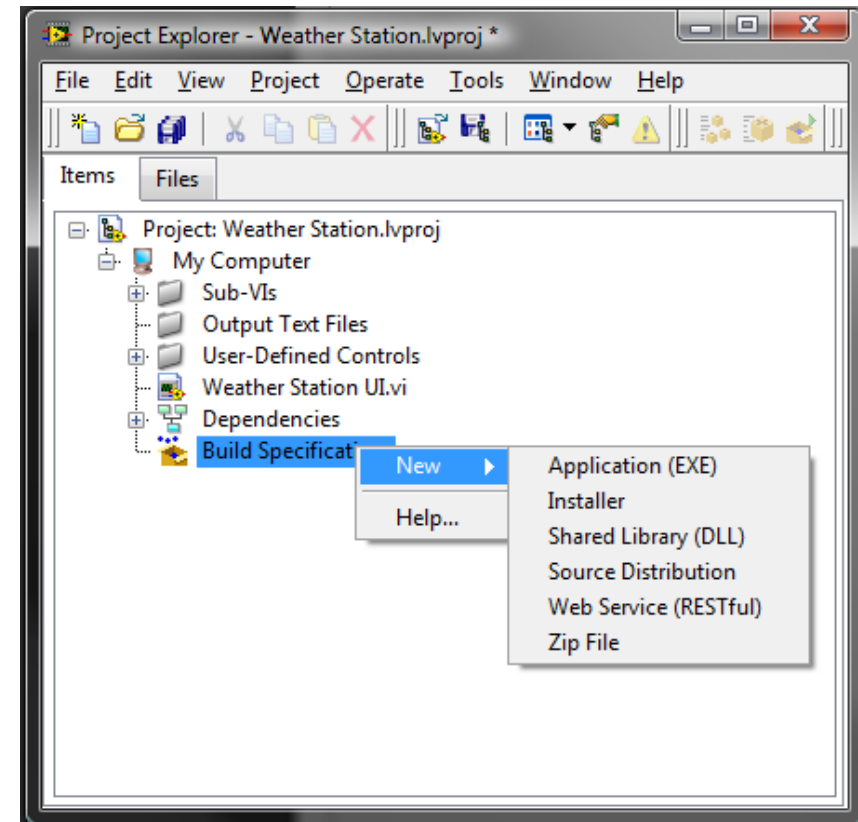 Project Explorer - Weather Station.lvproj *
File Edit View Project Operate Tools Window Help
Items Files
Project: Weather Station.lvproj
My Computer
Sub-VIs
Output Text Files
User-Defined Controls
Weather Station UI.vi
Dependencies
Build Specificati
New
Help...
Application (EXE)
Installer
Shared Library (DLL)
Source Distribution
Web Service (RESTful)
Zip File